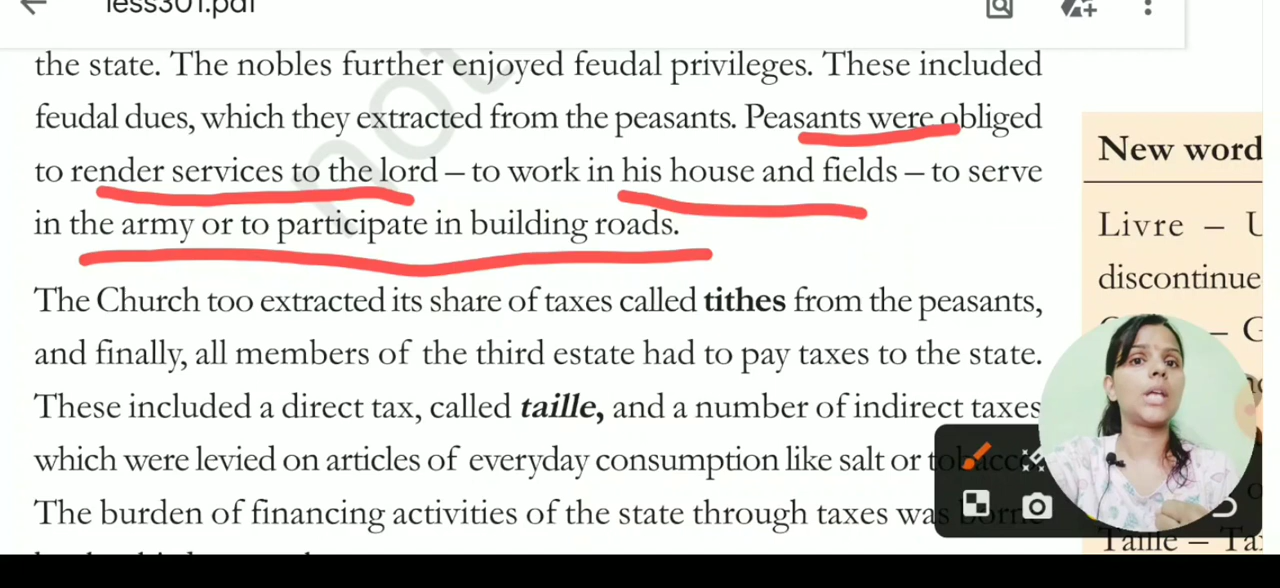 less301.pdf
the state. The nobles further enjoyed feudal privileges. These included
feudal dues, which they extracted from the peasants. Peasants were obliged
to render services to the lord – to work in his house and fields – to serve
in the army or to participate in building roads.
The Church too extracted its share of taxes called tithes from the peasants,
and finally, all members of the third estate had to pay taxes to the state.
These included a direct tax, called taille, and a number of indirect taxes
which were levied on articles of everyday consumption like salt or tobacco
The burden of financing activities of the state through taxes was borne
not
New word
Livre – U
discontinue
– G
Taille – Ta